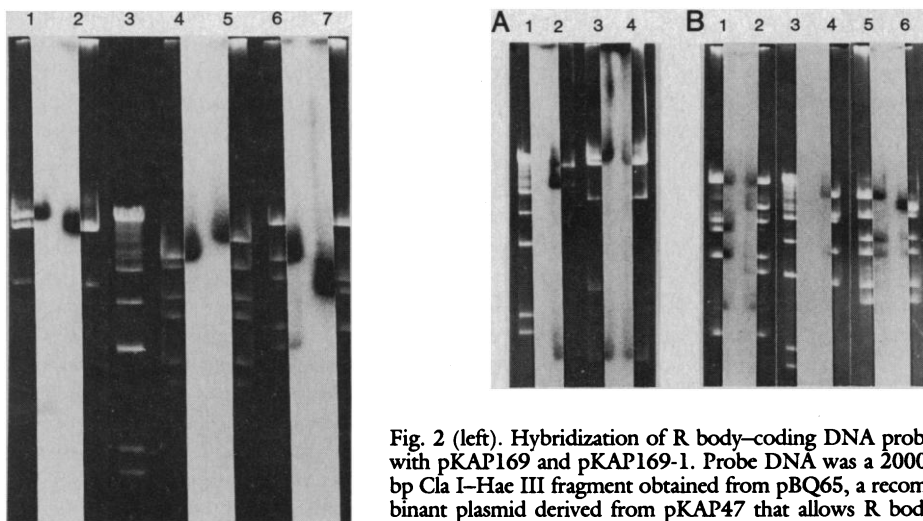 1 2 3 4 5 6 7
A 1 2 3 4
B 1 2 3 4 5 6
Fig. 2 (left). Hybridization of R body–coding DNA prob
with pKAP169 and pKAP169-1. Probe DNA was a 2000
bp Cla I–Hae III fragment obtained from pBQ65, a recom
binant plasmid derived from pKAP47 that allows R bod